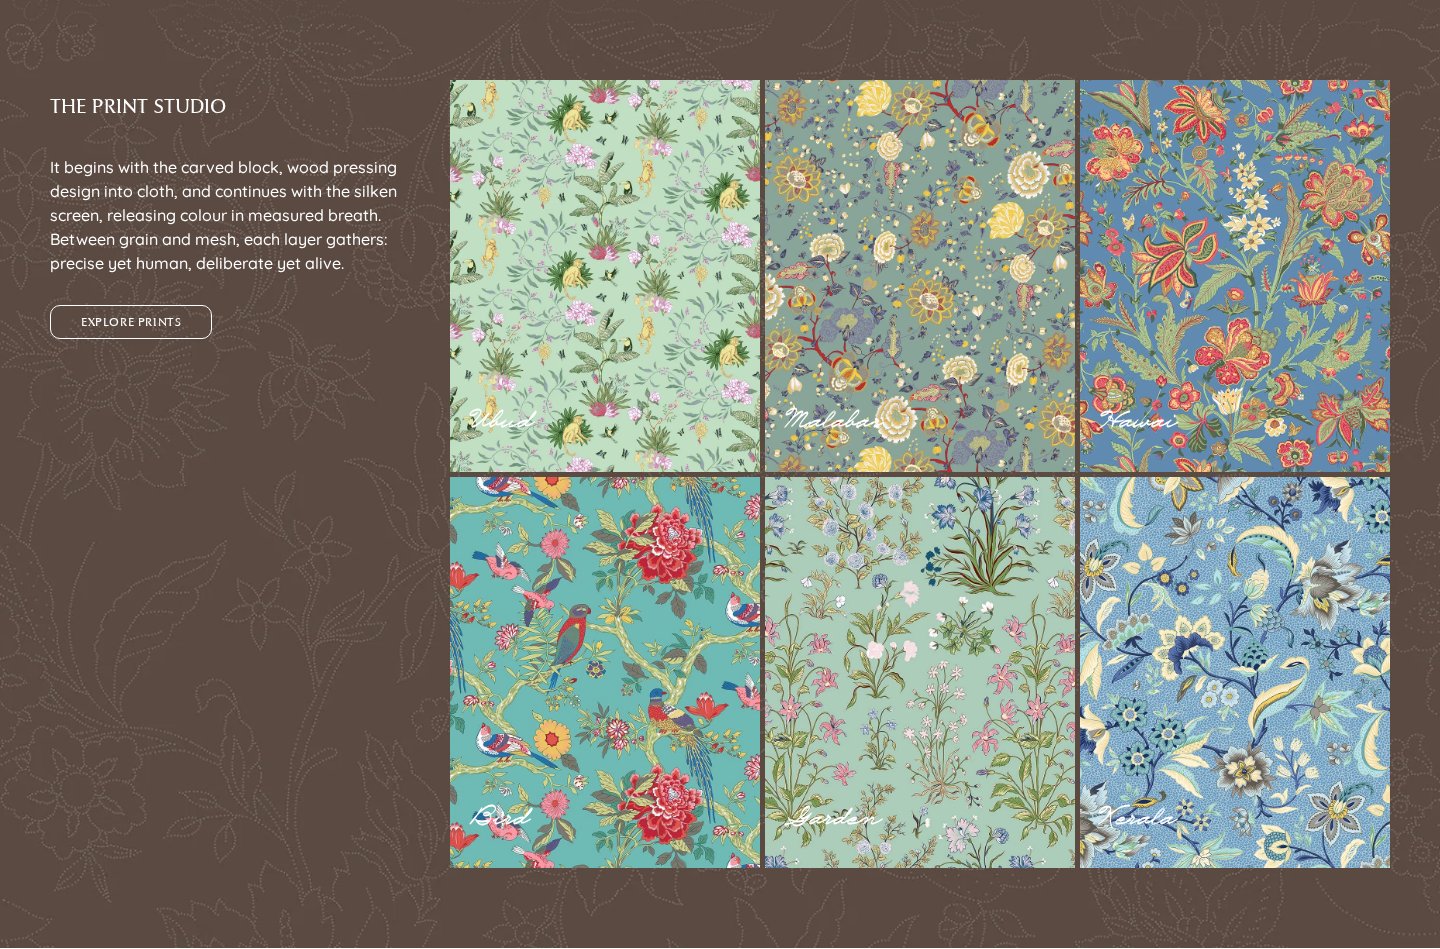 THE PRINT STUDIO
It begins with the carved block, wood pressing
design into cloth, and continues with the silken
screen, releasing colour in measured breath.
Between grain and mesh, each layer gathers:
precise yet human, deliberate yet alive.
EXPLORE PRINTS
Ubud
Malabar
Hawai
Bird
Garden
Kerala